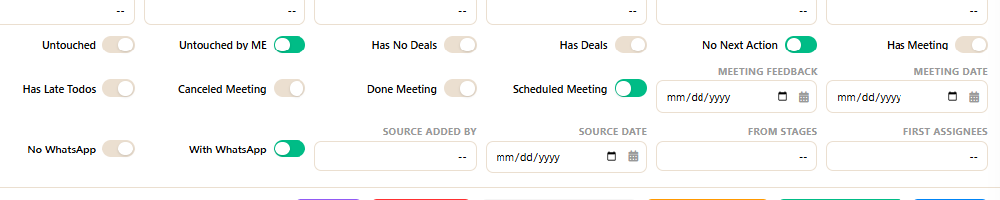 -- -- -- -- -- --
Untouched Untouched by ME Has No Deals Has Deals No Next Action Has Meeting
MEETING FEEDBACK MEETING DATE
Has Late Todos Canceled Meeting Done Meeting Scheduled Meeting mm/dd/yyyy mm/dd/yyyy
SOURCE ADDED BY SOURCE DATE FROM STAGES FIRST ASSIGNEES
No WhatsApp With WhatsApp -- mm/dd/yyyy -- --